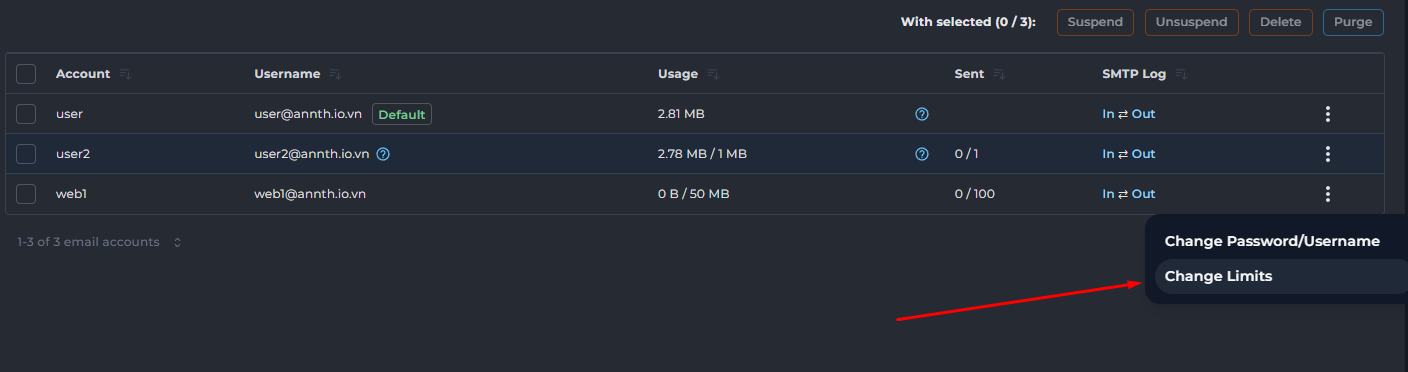 With selected (0 / 3): Suspend Unsuspend Delete Purge
Account Username Usage Sent SMTP Log
user user@annth.io.vn Default 2.81 MB In ⇄ Out
user2 user2@annth.io.vn 2.78 MB / 1 MB 0 / 1 In ⇄ Out
web1 web1@annth.io.vn 0 B / 50 MB 0 / 100 In ⇄ Out
1-3 of 3 email accounts
Change Password/Username
Change Limits